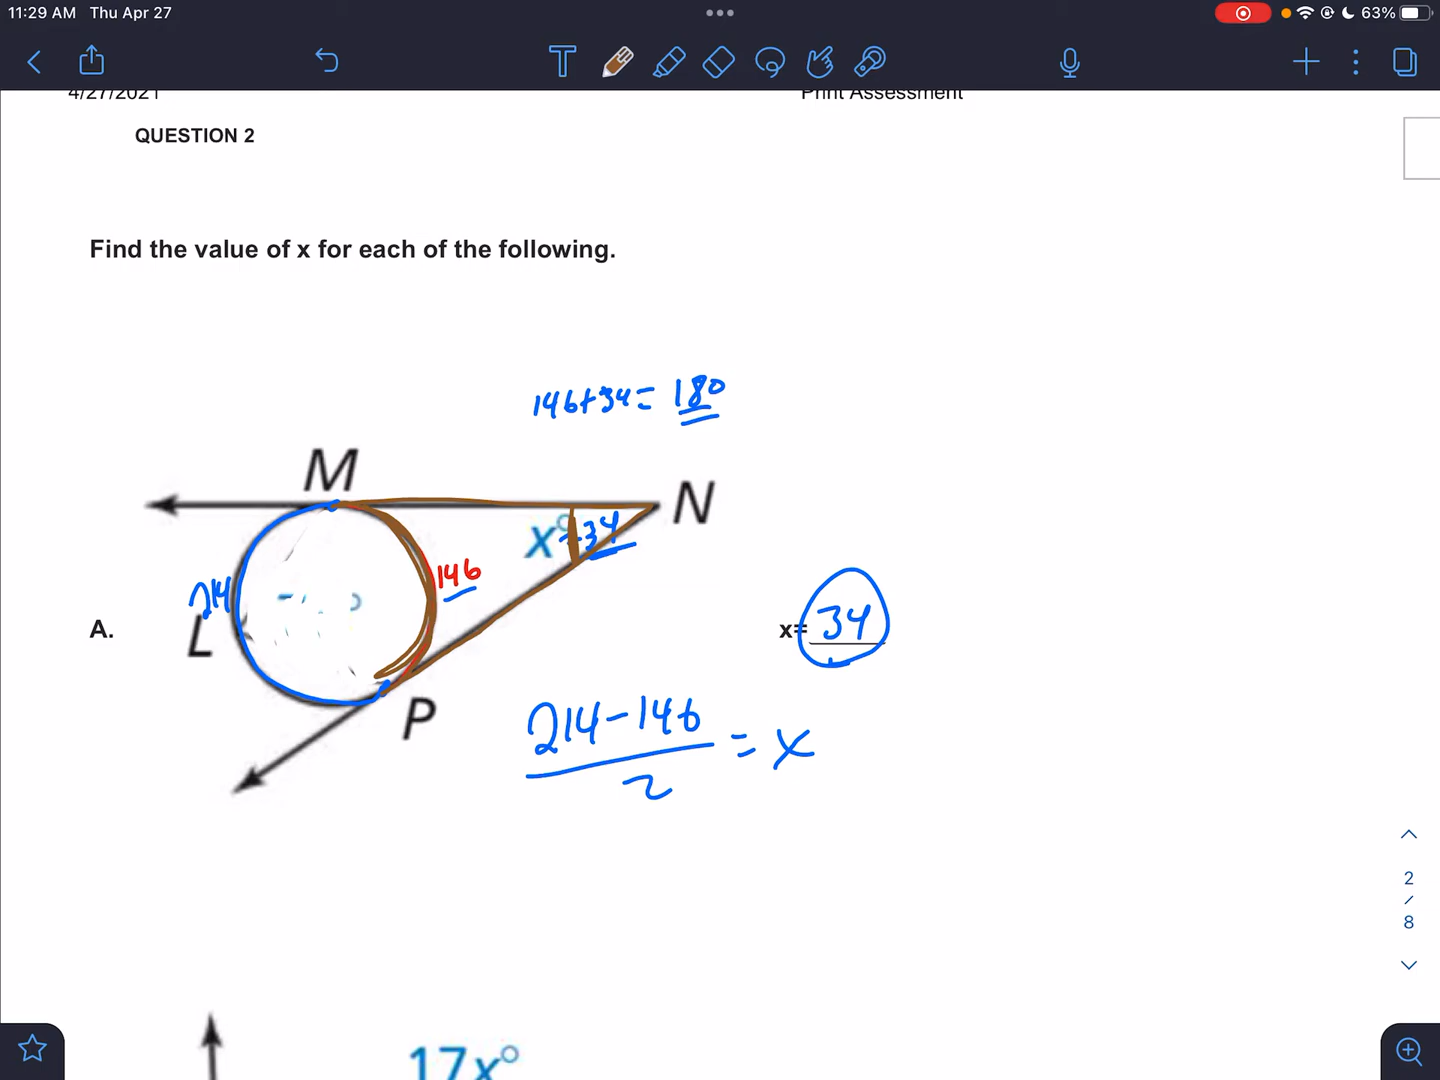 11:29 AM Thu Apr 27
63%
4/27/2021
Print Assessment
QUESTION 2
Find the value of x for each of the following.
146+34=180
M
N
x°=34
146
214
L
A.
x=34
P
214-146
2
= x
2
/
8
17x°